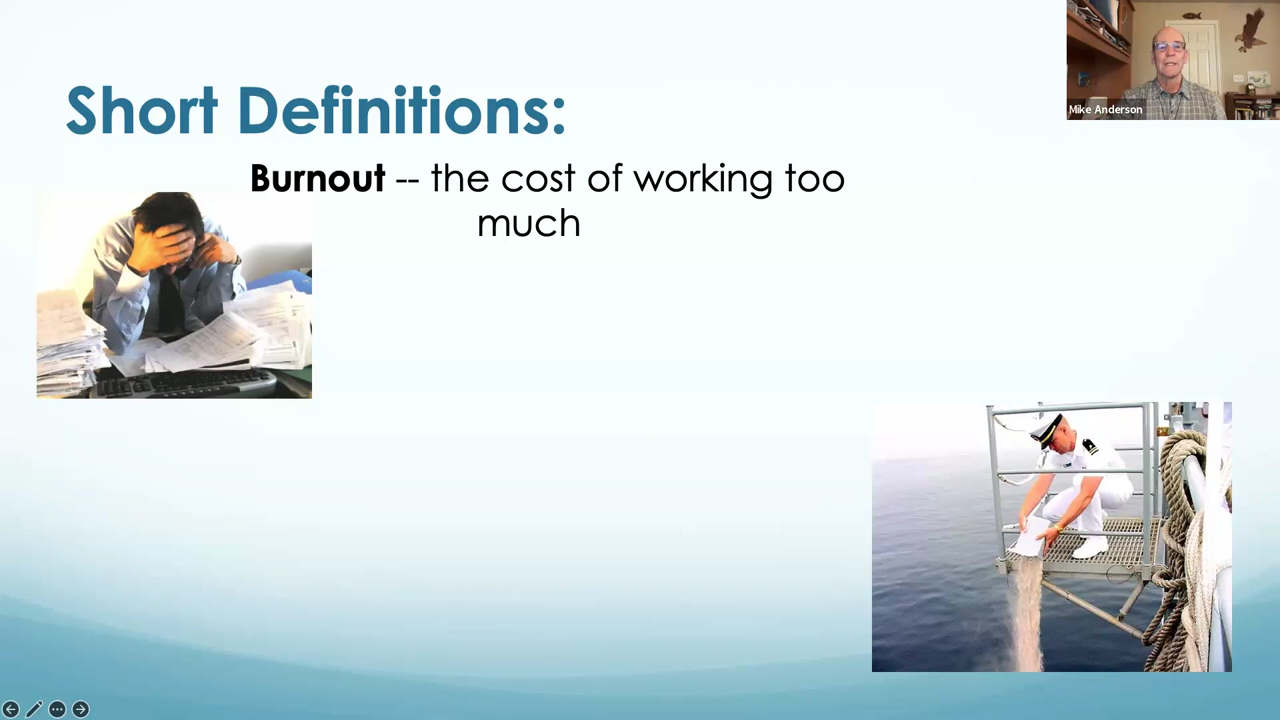 Short Definitions:
Burnout -- the cost of working too
much
Mike Anderson